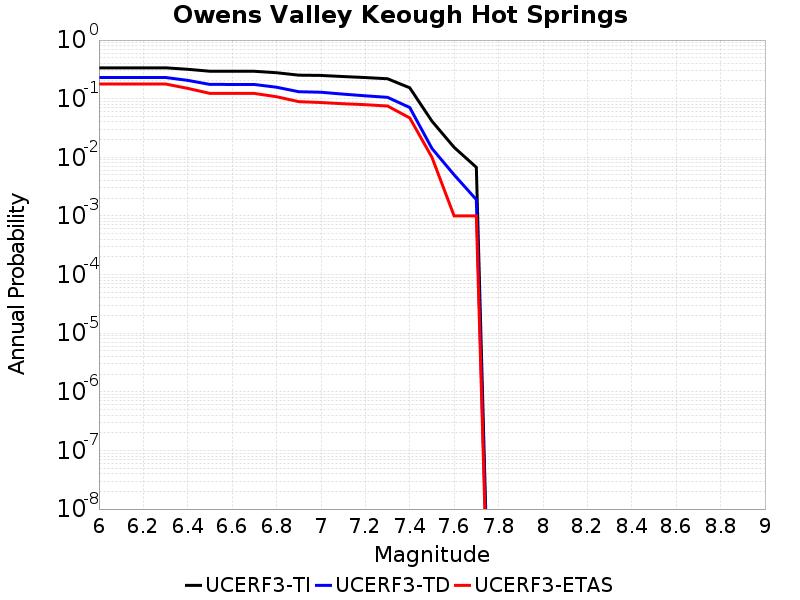 Owens Valley Keough Hot Springs
Annual Probability
10^0
10^-1
10^-2
10^-3
10^-4
10^-5
10^-6
10^-7
10^-8
6 6.2 6.4 6.6 6.8 7 7.2 7.4 7.6 7.8 8 8.2 8.4 8.6 8.8 9
Magnitude
UCERF3-TI UCERF3-TD UCERF3-ETAS